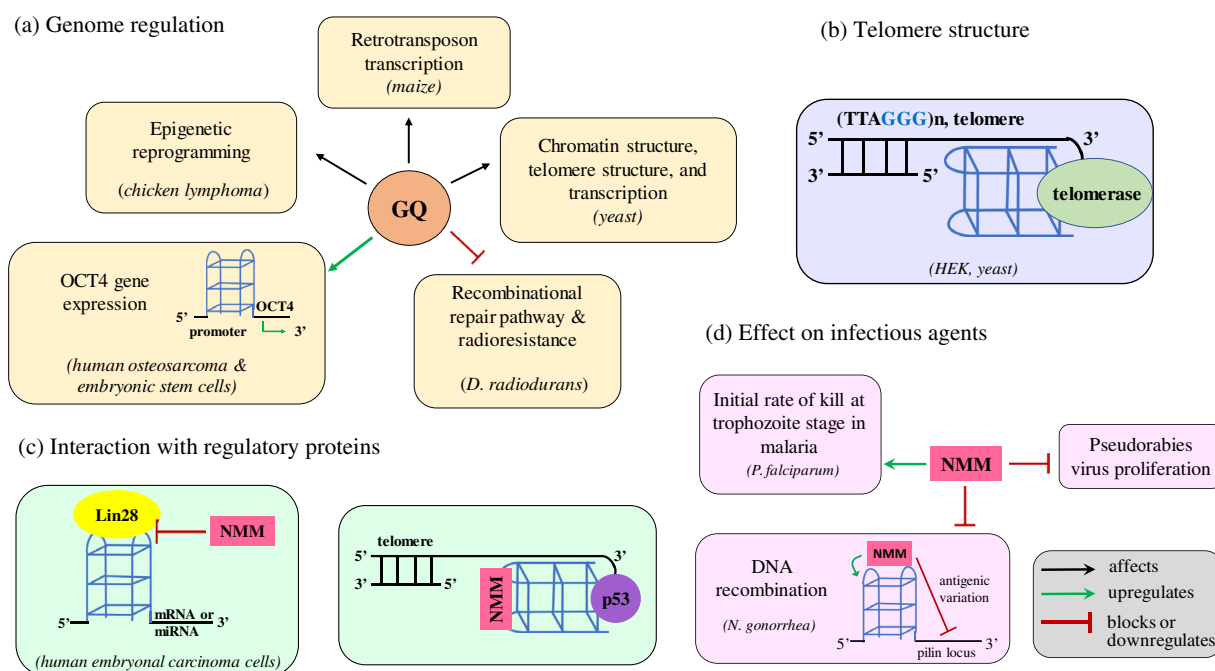 (a) Genome regulation
Retrotransposon
transcription
(maize)
Epigenetic
reprogramming
(chicken lymphoma)
Chromatin structure,
telomere structure, and
transcription
(yeast)
GQ
OCT4 gene
expression
OCT4
5’
promoter
3’
(human osteosarcoma &
embryonic stem cells)
Recombinational
repair pathway &
radioresistance
(D. radiodurans)
(b) Telomere structure
(TTAGGG)n, telomere
5’
3’
3’
5’
telomerase
(HEK, yeast)
(c) Interaction with regulatory proteins
Lin28
NMM
5’
mRNA or
miRNA
3’
(human embryonal carcinoma cells)
telomere
5’
3’
3’
5’
NMM
p53
(d) Effect on infectious agents
Initial rate of kill at
trophozoite stage in
malaria
(P. falciparum)
NMM
Pseudorabies
virus proliferation
DNA
recombination
(N. gonorrhea)
NMM
antigenic
variation
5’
3’
pilin locus
affects
upregulates
blocks or
downregulates